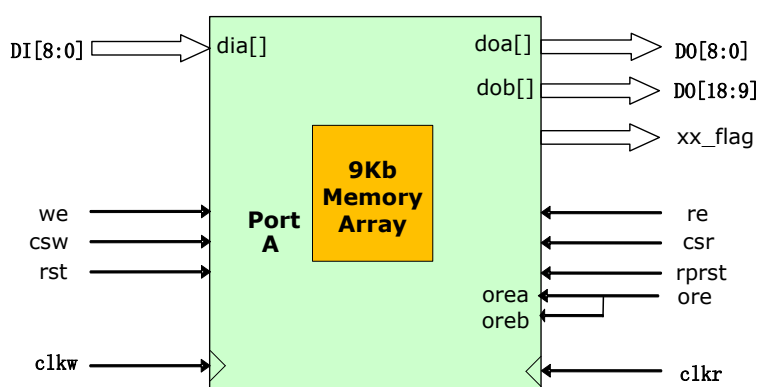 DI[8:0] dia[] doa[] DO[8:0]
dob[] DO[18:9]
xx_flag
9Kb
Memory
Array
we Port re
csw A csr
rst rprst
orea ore
oreb
clkw clkr